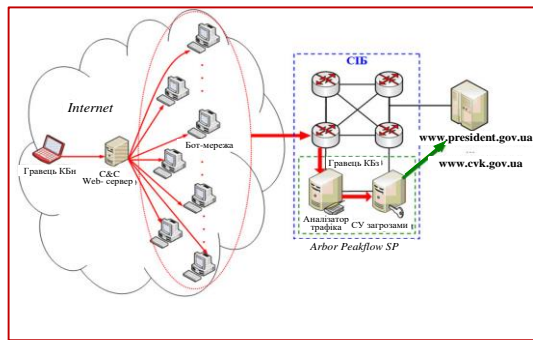 Internet
Гравець КБп
C&C
Web- сервер
Бот-мережа
СІБ
Гравець КБз
Аналізатор
трафіка
СУ загрозами
Arbor Peakflow SP
www.president.gov.ua
www.cvk.gov.ua